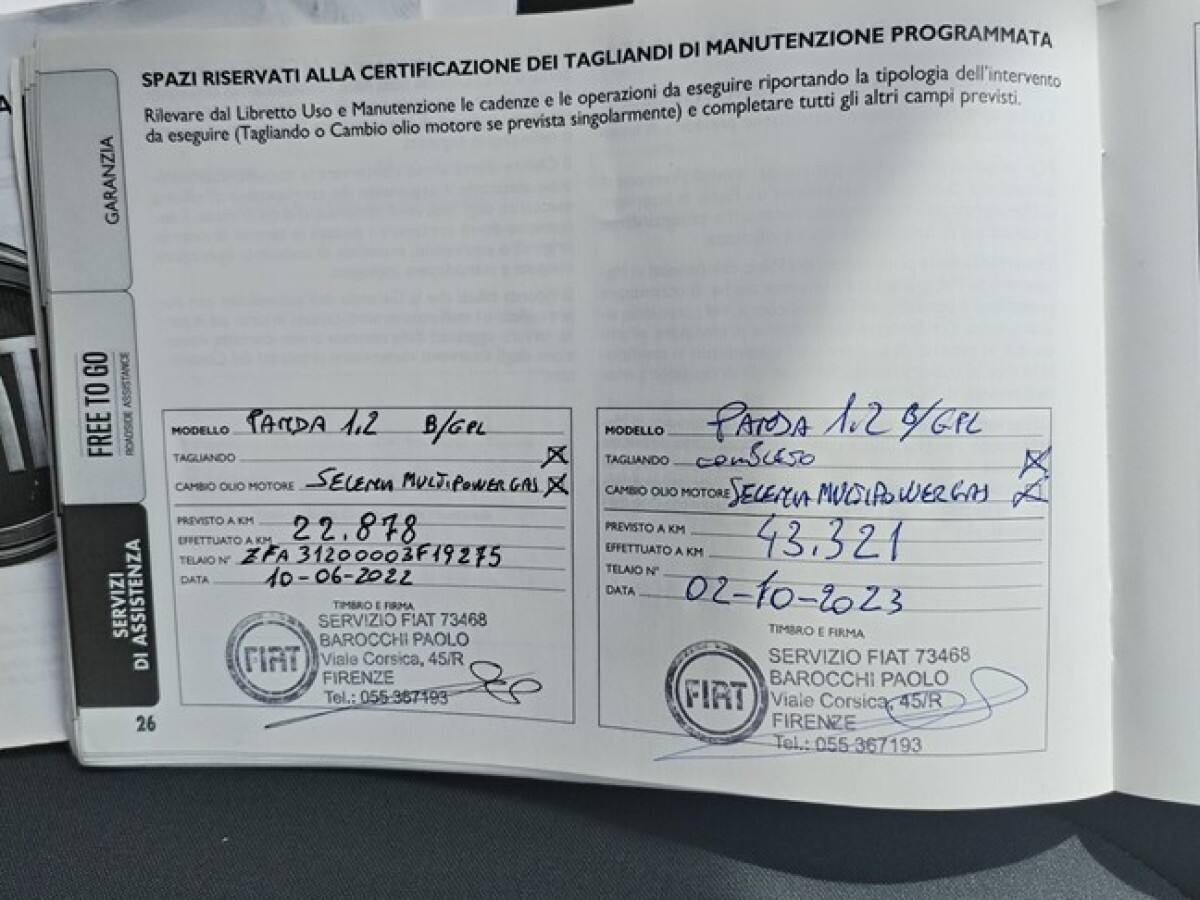 SPAZI RISERVATI ALLA CERTIFICAZIONE DEI TAGLIANDI DI MANUTENZIONE PROGRAMMATA
Rilevare dal Libretto Uso e Manutenzione le cadenze e le operazioni da eseguire riportando la tipologia dell'intervento
da eseguire (Tagliando o Cambio olio motore se prevista singolarmente) e completare tutti gli altri campi previsti.
GARANZIA
FREE TO GO
ROADSIDE ASSISTANCE
SERVIZI
DI ASSISTENZA
MODELLO PANDA 1.2 B/GPL
TAGLIANDO X
CAMBIO OLIO MOTORE SELENIA MULTIPOWER GAS X
PREVISTO A KM
EFFETTUATO A KM 22.878
TELAIO N° ZFA31200003F19275
DATA 10-06-2022
TIMBRO E FIRMA
SERVIZIO FIAT 73468
BAROCCHI PAOLO
Viale Corsica, 45/R
FIRENZE
Tel.: 055 367193
FIAT
MODELLO PANDA 1.2 B/GPL
TAGLIANDO X
CAMBIO OLIO MOTORE SELENIA MULTIPOWER GAS X
PREVISTO A KM
EFFETTUATO A KM 43.321
TELAIO N°
DATA 02-10-2023
TIMBRO E FIRMA
SERVIZIO FIAT 73468
BAROCCHI PAOLO
Viale Corsica, 45/R
FIRENZE
Tel.: 055 367193
FIAT
26